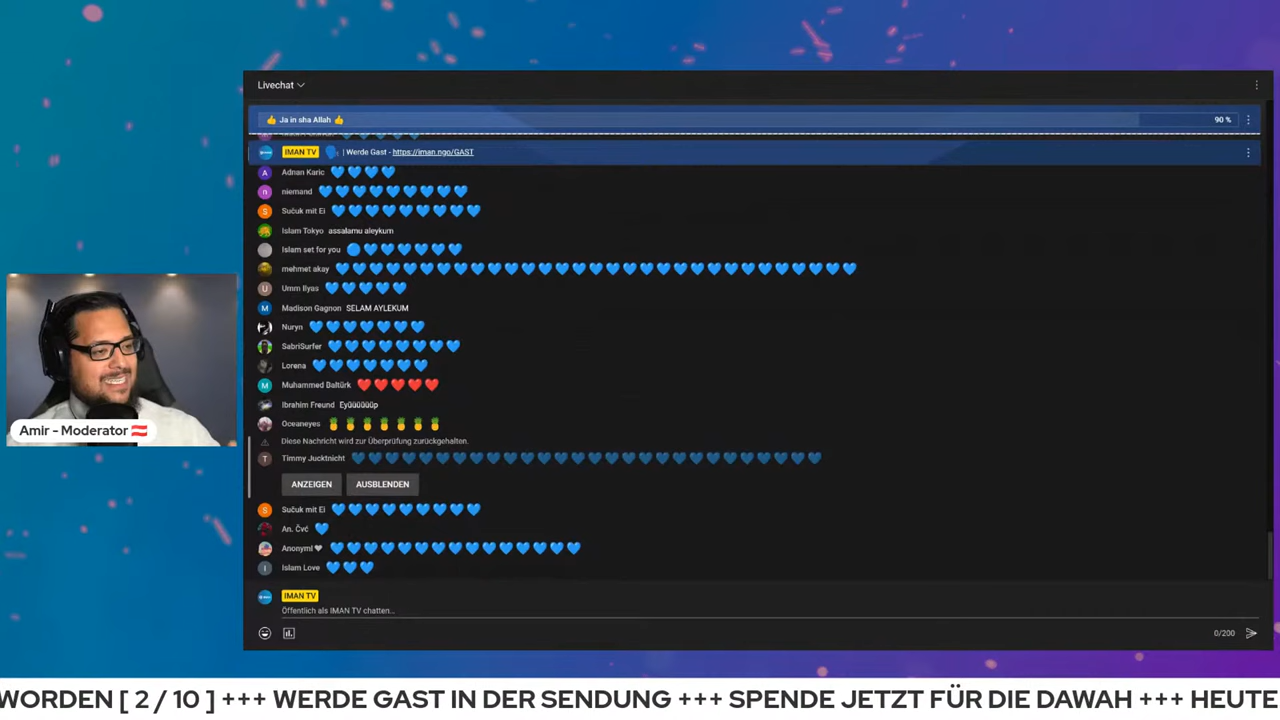 Livechat
👍 Ja in sha Allah 👍 90 %
IMAN TV 🗣 | Werde Gast - https://iman.ngo/GAST
Adnan Karic 💙💙💙💙
niemand 💙💙💙💙💙💙💙💙💙
Sučuk mit Ei 💙💙💙💙💙💙💙💙💙
Islam Tokyo assalamu aleykum
Islam set for you 🔵💙💙💙💙💙💙
mehmet akay 💙💙💙💙💙💙💙💙💙💙💙💙💙💙💙💙💙💙💙💙💙💙💙💙💙💙💙💙💙💙💙
Umm Ilyas 💙💙💙💙💙
Madison Gagnon SELAM AYLEKUM
Nuryn 💙💙💙💙💙💙💙
SabriSurfer 💙💙💙💙💙💙💙💙
Lorena 💙💙💙💙💙💙💙
Muhammed Baltürk ❤️❤️❤️❤️❤️
Ibrahim Freund Eyüüüüüüp
Oceaneyes 🍍🍍🍍🍍🍍🍍🍍
Diese Nachricht wird zur Überprüfung zurückgehalten.
Timmy Jucktnicht 💙💙💙💙💙💙💙💙💙💙💙💙💙💙💙💙💙💙💙💙💙💙💙💙💙💙💙💙
ANZEIGEN AUSBLENDEN
Sučuk mit Ei 💙💙💙💙💙💙💙💙💙
An. Čvć 💙
Anonyml🖤 💙💙💙💙💙💙💙💙💙💙💙💙💙💙💙
Islam Love 💙💙💙
IMAN TV
Öffentlich als IMAN TV chatten...
0/200
Amir - Moderator 🇦🇹
WORDEN [ 2 / 10 ] +++ WERDE GAST IN DER SENDUNG +++ SPENDE JETZT FÜR DIE DAWAH +++ HEUTE